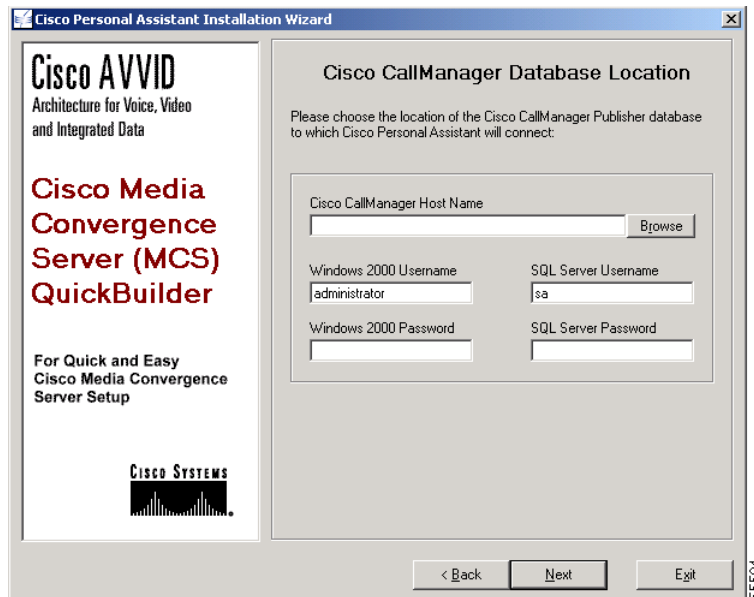 Cisco Personal Assistant Installation Wizard
Cisco AVVID
Architecture for Voice, Video
and Integrated Data
Cisco Media
Convergence
Server (MCS)
QuickBuilder
For Quick and Easy
Cisco Media Convergence
Server Setup
CISCO SYSTEMS
Cisco CallManager Database Location
Please choose the location of the Cisco CallManager Publisher database
to which Cisco Personal Assistant will connect:
Cisco CallManager Host Name
Browse
Windows 2000 Username
SQL Server Username
administrator
sa
Windows 2000 Password
SQL Server Password
< Back
Next
Exit